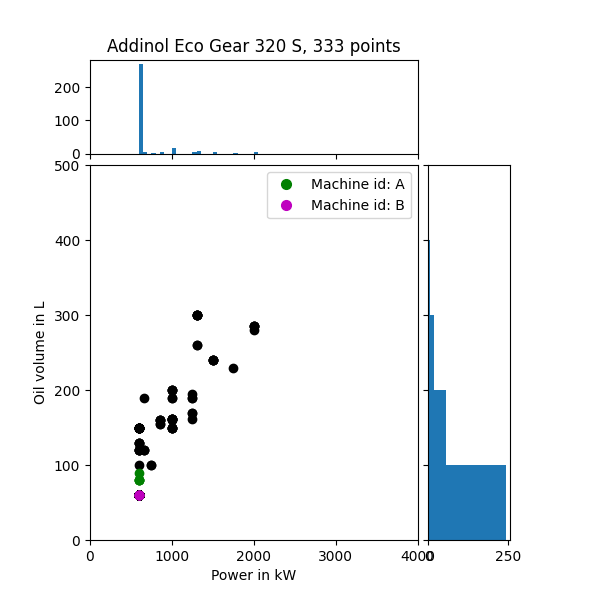 Addinol Eco Gear 320 S, 333 points
200
100
0
500
400
300
200
100
0
Oil volume in L
Machine id: A
Machine id: B
0 1000 2000 3000 4000
0 250
Power in kW